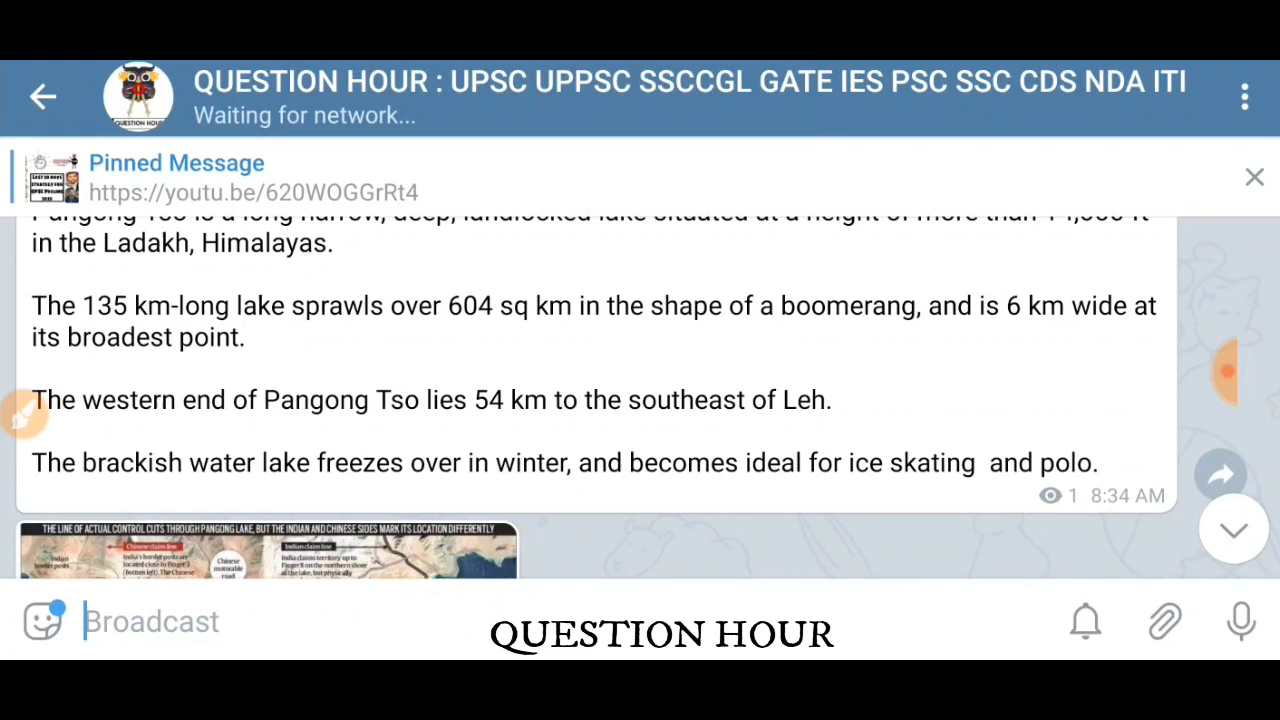 QUESTION HOUR : UPSC UPPSC SSCCGL GATE IES PSC SSC CDS NDA ITI
Waiting for network...
QUESTION HOUR
Pinned Message
https://youtu.be/620WOGGrRt4
LAST 10 DAYS
STRATEGY FOR
Pangong Tso is a long narrow, deep, landlocked lake situated at a height of more than 14,000 ft
in the Ladakh, Himalayas.
The 135 km-long lake sprawls over 604 sq km in the shape of a boomerang, and is 6 km wide at
its broadest point.
The western end of Pangong Tso lies 54 km to the southeast of Leh.
The brackish water lake freezes over in winter, and becomes ideal for ice skating and polo.
1 8:34 AM
THE LINE OF ACTUAL CONTROL CUTS THROUGH PANGONG LAKE, BUT THE INDIAN AND CHINESE SIDES MARK ITS LOCATION DIFFERENTLY
Indian
border posts
Chinese claim line
India's border posts are
located close to Finger 3
(bottom left). The Chinese
Chinese
motorable
road
Indian claim line
India claims territory up to
Finger 8 on the northern shore
of the lake, but physically
Broadcast
QUESTION HOUR